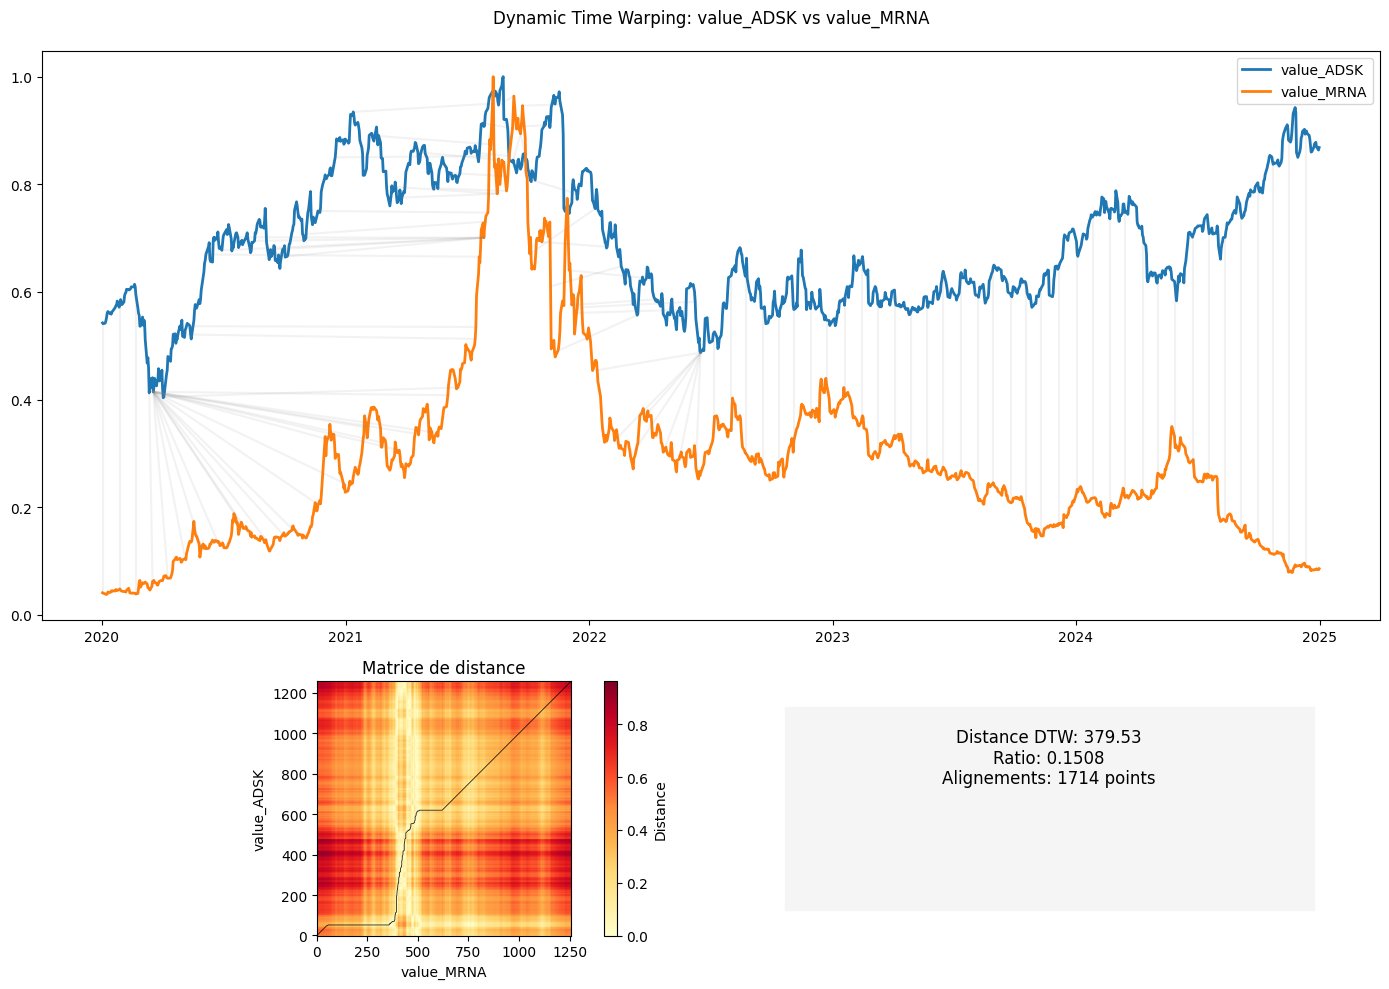 Dynamic Time Warping: value_ADSK vs value_MRNA
value_ADSK
value_MRNA
1.0
0.8
0.6
0.4
0.2
0.0
2020 2021 2022 2023 2024 2025
Matrice de distance
value_ADSK
1200
1000
800
600
400
200
0
0 250 500 750 1000 1250
value_MRNA
0.8
0.6
0.4
0.2
0.0
Distance
Distance DTW: 379.53
Ratio: 0.1508
Alignements: 1714 points